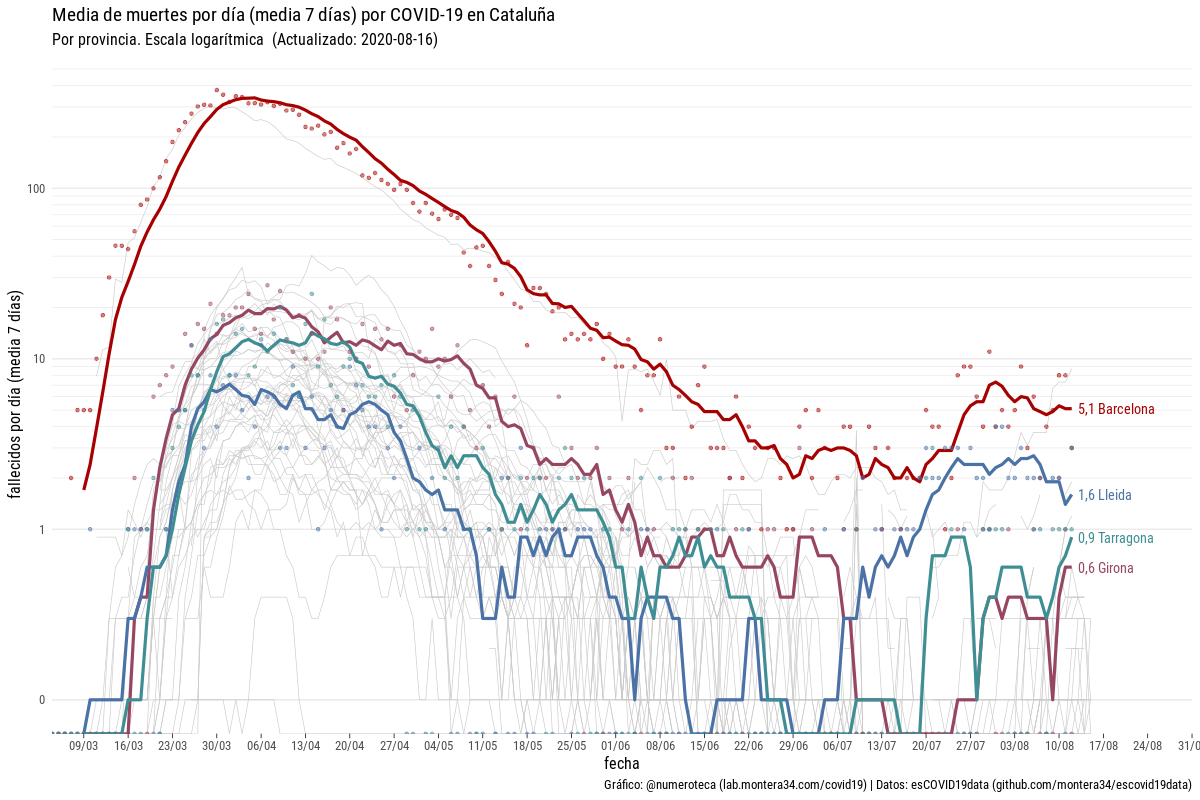 Media de muertes por día (media 7 días) por COVID-19 en Cataluña
Por provincia. Escala logarítmica (Actualizado: 2020-08-16)
fallecidos por día (media 7 días)
100
10
1
0
5,1 Barcelona
1,6 Lleida
0,9 Tarragona
0,6 Girona
09/03 16/03 23/03 30/03 06/04 13/04 20/04 27/04 04/05 11/05 18/05 25/05 01/06 08/06 15/06 22/06 29/06 06/07 13/07 20/07 27/07 03/08 10/08 17/08 24/08 31/0
fecha
Gráfico: @numeroteca (lab.montera34.com/covid19) | Datos: esCOVID19data (github.com/montera34/escovid19data)